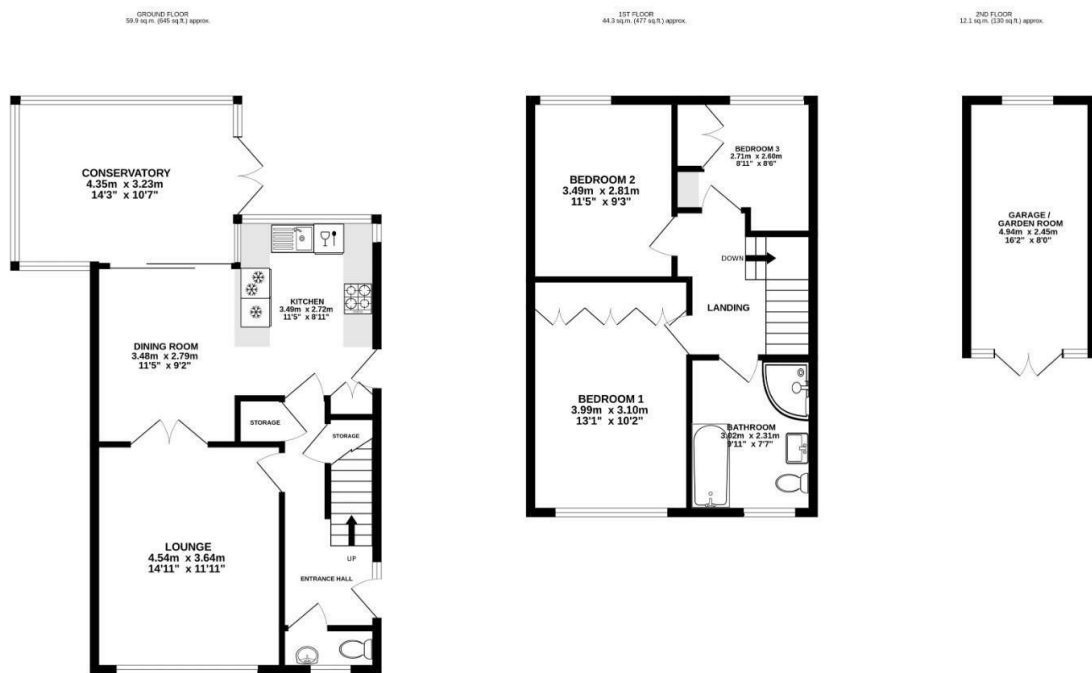 GROUND FLOOR
59.9 sq.m. (645 sq.ft.) approx.
1ST FLOOR
44.3 sq.m. (477 sq.ft.) approx.
2ND FLOOR
12.1 sq.m. (130 sq.ft.) approx.
CONSERVATORY
4.35m x 3.23m
14'3" x 10'7"
KITCHEN
3.49m x 2.72m
11'5" x 8'11"
DINING ROOM
3.48m x 2.79m
11'5" x 9'2"
STORAGE
STORAGE
LOUNGE
4.54m x 3.64m
14'11" x 11'11"
UP
ENTRANCE HALL
BEDROOM 2
3.49m x 2.81m
11'5" x 9'3"
BEDROOM 3
2.71m x 2.60m
8'11" x 8'6"
DOWN
LANDING
BEDROOM 1
3.99m x 3.10m
13'1" x 10'2"
BATHROOM
3.02m x 2.31m
9'11" x 7'7"
GARAGE /
GARDEN ROOM
4.94m x 2.45m
16'2" x 8'0"